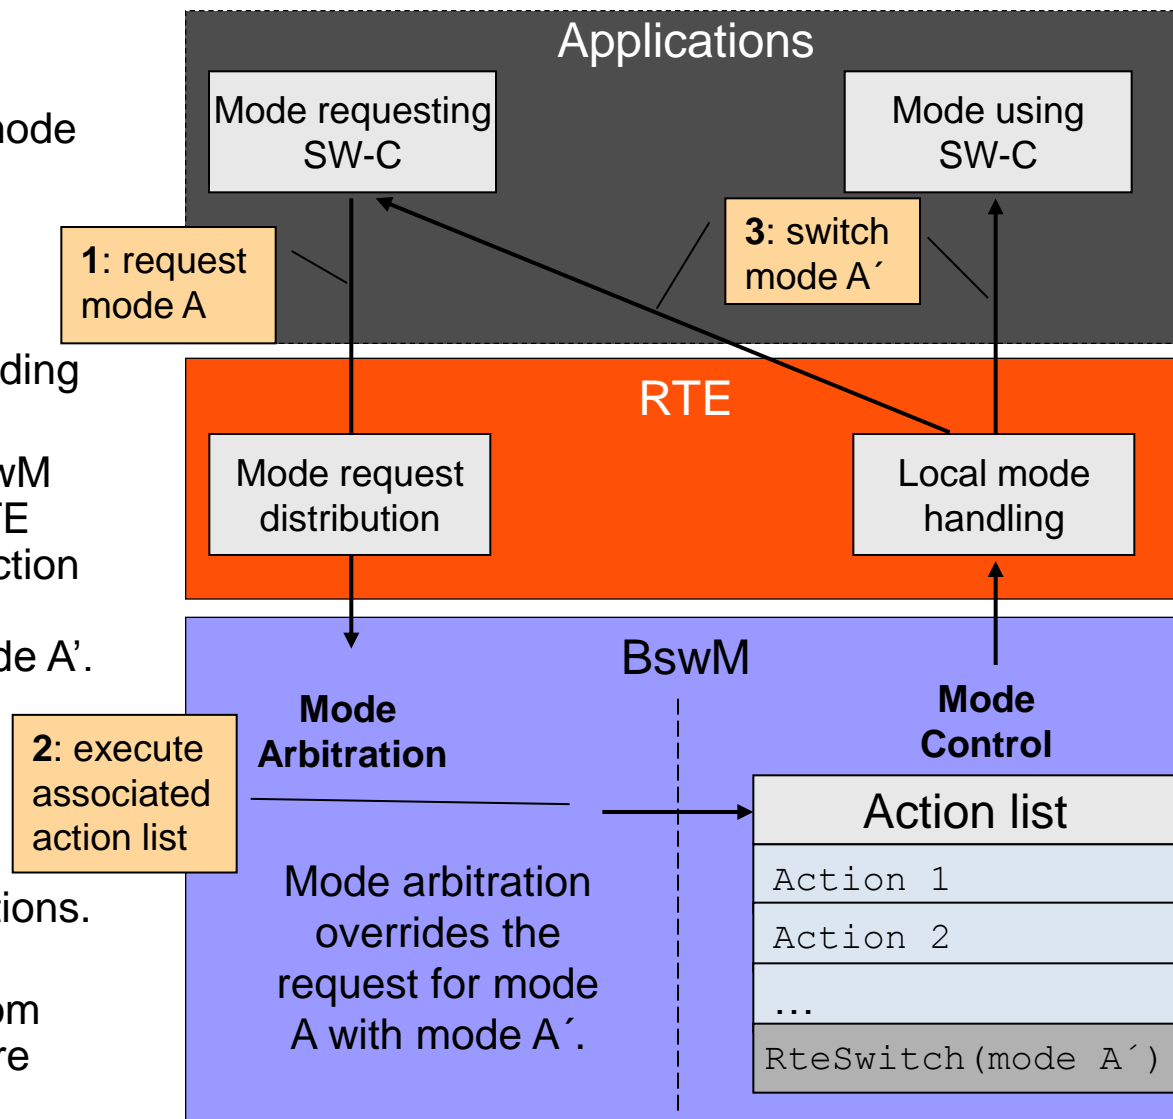 Applications
Mode requesting
SW-C
Mode using
SW-C
1: request
mode A
3: switch
mode A´
RTE
Mode request
distribution
Local mode
handling
BswM
Mode
Arbitration
Mode
Control
2: execute
associated
action list
Action list
Action 1
Action 2
...
RteSwitch(mode A´)
Mode arbitration
overrides the
request for mode
A with mode A´.
de A’.